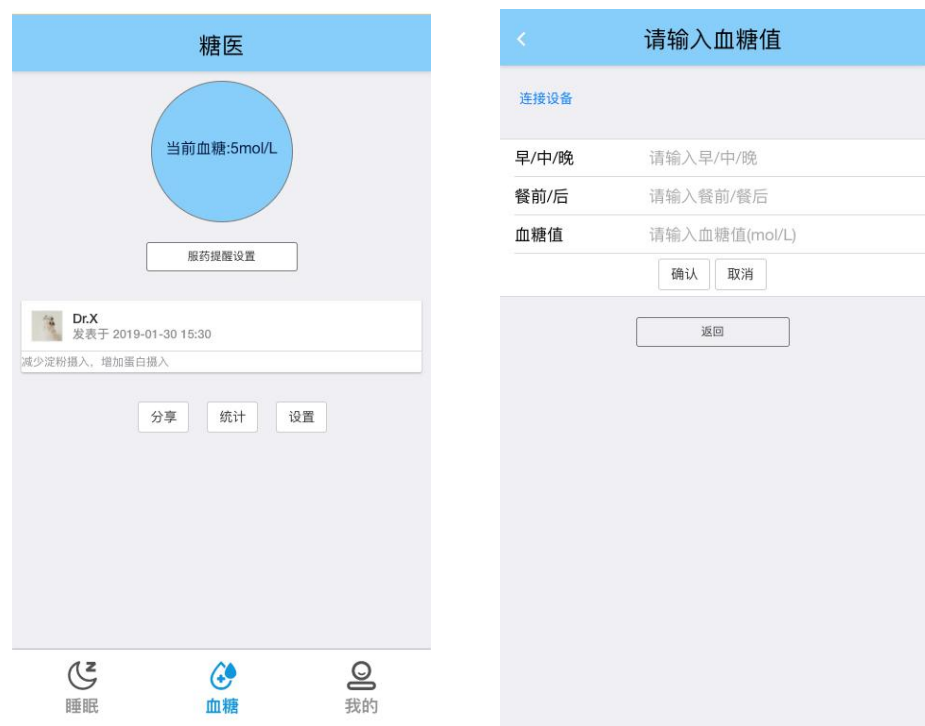 糖医
当前血糖:5mol/L
服药提醒设置
Dr.X
发表于 2019-01-30 15:30
减少淀粉摄入，增加蛋白摄入
分享 统计 设置
睡眠 血糖 我的
请输入血糖值
连接设备
早/中/晚 请输入早/中/晚
餐前/后 请输入餐前/餐后
血糖值 请输入血糖值(mol/L)
确认 取消
返回